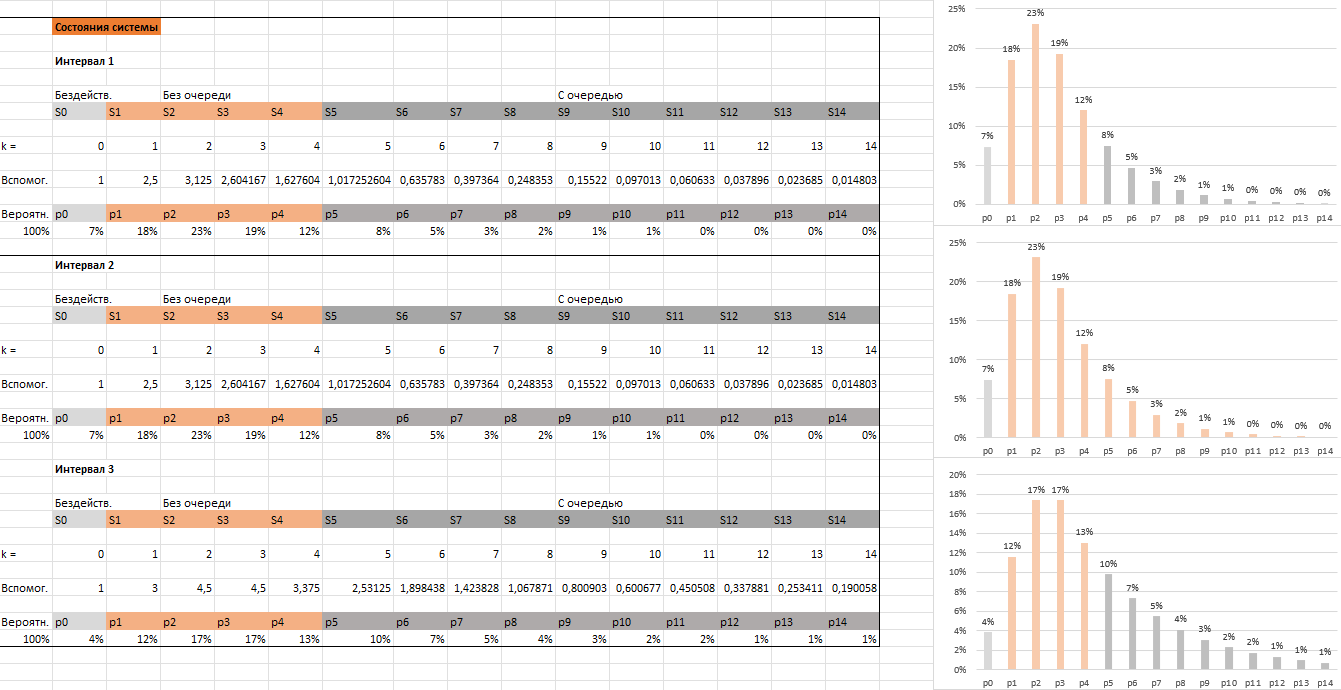 Состояния системы
Интервал 1
Бездейств. Без очереди С очередью
S0 S1 S2 S3 S4 S5 S6 S7 S8 S9 S10 S11 S12 S13 S14
k = 0 1 2 3 4 5 6 7 8 9 10 11 12 13 14
Вспомог. 1 2,5 3,125 2,604167 1,627604 1,017252604 0,635783 0,397364 0,248353 0,15522 0,097013 0,060633 0,037896 0,023685 0,014803
Вероятн. p0 p1 p2 p3 p4 p5 p6 p7 p8 p9 p10 p11 p12 p13 p14
100% 7% 18% 23% 19% 12% 8% 5% 3% 2% 1% 1% 0% 0% 0% 0%
Интервал 2
Бездейств. Без очереди С очередью
S0 S1 S2 S3 S4 S5 S6 S7 S8 S9 S10 S11 S12 S13 S14
k = 0 1 2 3 4 5 6 7 8 9 10 11 12 13 14
Вспомог. 1 2,5 3,125 2,604167 1,627604 1,017252604 0,635783 0,397364 0,248353 0,15522 0,097013 0,060633 0,037896 0,023685 0,014803
Вероятн. p0 p1 p2 p3 p4 p5 p6 p7 p8 p9 p10 p11 p12 p13 p14
100% 7% 18% 23% 19% 12% 8% 5% 3% 2% 1% 1% 0% 0% 0% 0%
Интервал 3
Бездейств. Без очереди С очередью
S0 S1 S2 S3 S4 S5 S6 S7 S8 S9 S10 S11 S12 S13 S14
k = 0 1 2 3 4 5 6 7 8 9 10 11 12 13 14
Вспомог. 1 3 4,5 4,5 3,375 2,53125 1,898438 1,423828 1,067871 0,800903 0,600677 0,450508 0,337881 0,253411 0,190058
Вероятн. p0 p1 p2 p3 p4 p5 p6 p7 p8 p9 p10 p11 p12 p13 p14
100% 4% 12% 17% 17% 13% 10% 7% 5% 4% 3% 2% 2% 1% 1% 1%
25%
20%
15%
10%
5%
0%
7% 18% 23% 19% 12% 8% 5% 3% 2% 1% 1% 0% 0% 0% 0%
p0 p1 p2 p3 p4 p5 p6 p7 p8 p9 p10 p11 p12 p13 p14
25%
20%
15%
10%
5%
0%
7% 18% 23% 19% 12% 8% 5% 3% 2% 1% 1% 0% 0% 0% 0%
p0 p1 p2 p3 p4 p5 p6 p7 p8 p9 p10 p11 p12 p13 p14
20%
18%
16%
14%
12%
10%
8%
6%
4%
2%
0%
4% 12% 17% 17% 13% 10% 7% 5% 4% 3% 2% 2% 1% 1% 1%
p0 p1 p2 p3 p4 p5 p6 p7 p8 p9 p10 p11 p12 p13 p14